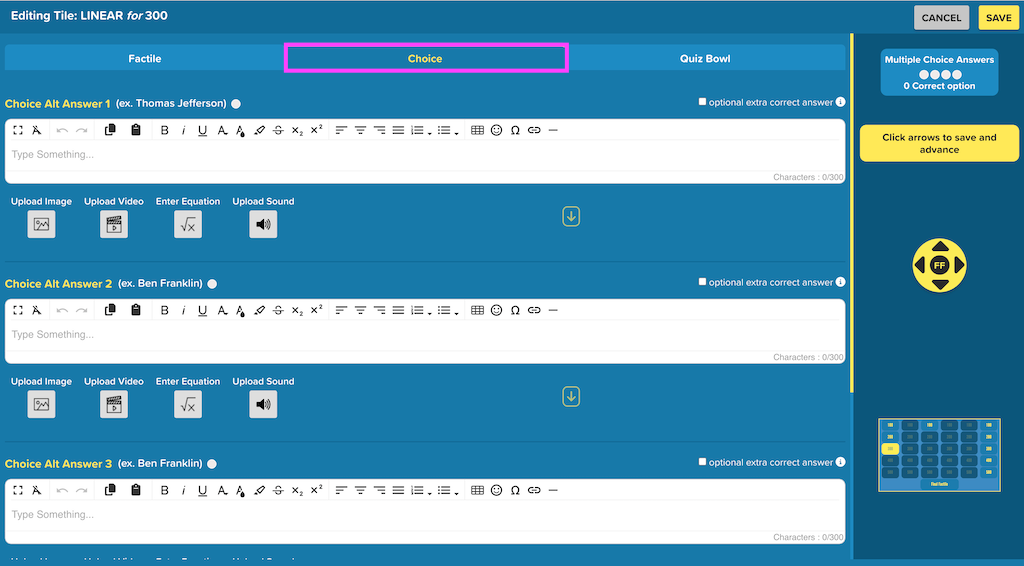 Editing Tile: LINEAR for 300
CANCEL
SAVE
Factile
Choice
Quiz Bowl
Multiple Choice Answers
0 Correct option
Click arrows to save and
advance
FF
Choice Alt Answer 1 (ex. Thomas Jefferson)
optional extra correct answer
Type Something...
Characters : 0/300
Upload Image Upload Video Enter Equation Upload Sound
Choice Alt Answer 2 (ex. Ben Franklin)
optional extra correct answer
Type Something...
Characters : 0/300
Upload Image Upload Video Enter Equation Upload Sound
Choice Alt Answer 3 (ex. Ben Franklin)
optional extra correct answer
Type Something...
Characters : 0/300